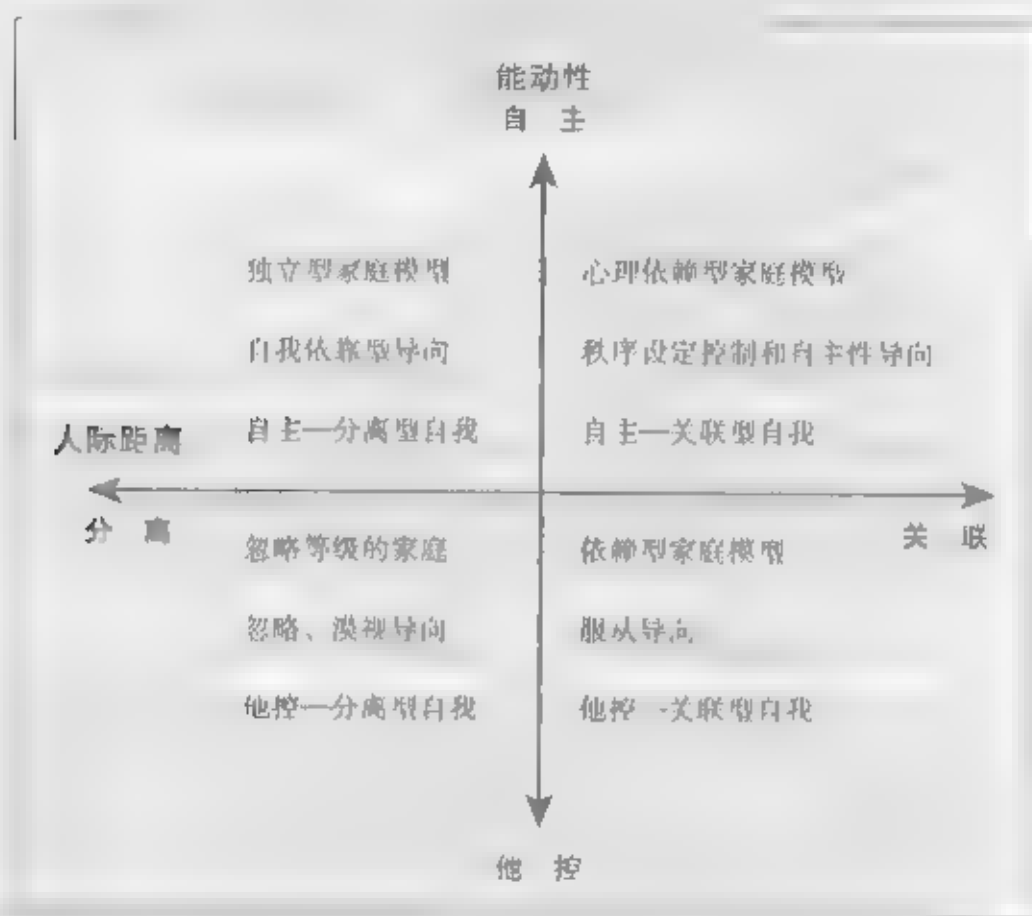 能动性
自 主
独立型家庭模型
心理依赖型家庭模型
自我依靠型导向
秩序设定控制和自主性导向
人际距离
自主—分离型自我
自主—关联型自我
分 离
关 联
忽略等级的家庭
依赖型家庭模型
忽略、漠视导向
服从导向
他控—分离型自我
他控—关联型自我
他 控